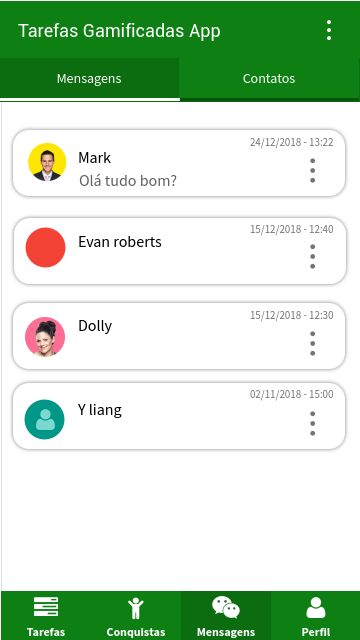 Tarefas Gamificadas App
Mensagens
Contatos
24/12/2018 - 13:22
Mark
Olá tudo bom?
15/12/2018 - 12:40
Evan roberts
15/12/2018 - 12:30
Dolly
02/11/2018 - 15:00
Y liang
Tarefas
Conquistas
Mensagens
Perfil